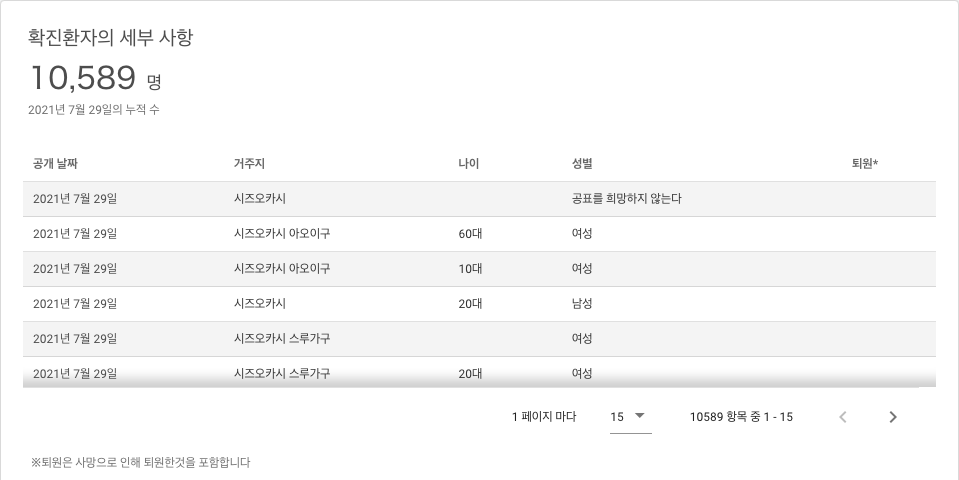 확진환자의 세부 사항
10,589 명
2021년 7월 29일의 누적 수
공개 날짜 거주지 나이 성별 퇴원*
2021년 7월 29일 시즈오카시 공표를 희망하지 않는다
2021년 7월 29일 시즈오카시 아오이구 60대 여성
2021년 7월 29일 시즈오카시 아오이구 10대 여성
2021년 7월 29일 시즈오카시 20대 남성
2021년 7월 29일 시즈오카시 스루가구 여성
2021년 7월 29일 시즈오카시 스루가구 20대 여성
1 페이지 마다 15 10589 항목 중 1 - 15
※퇴원은 사망으로 인해 퇴원한것을 포함합니다